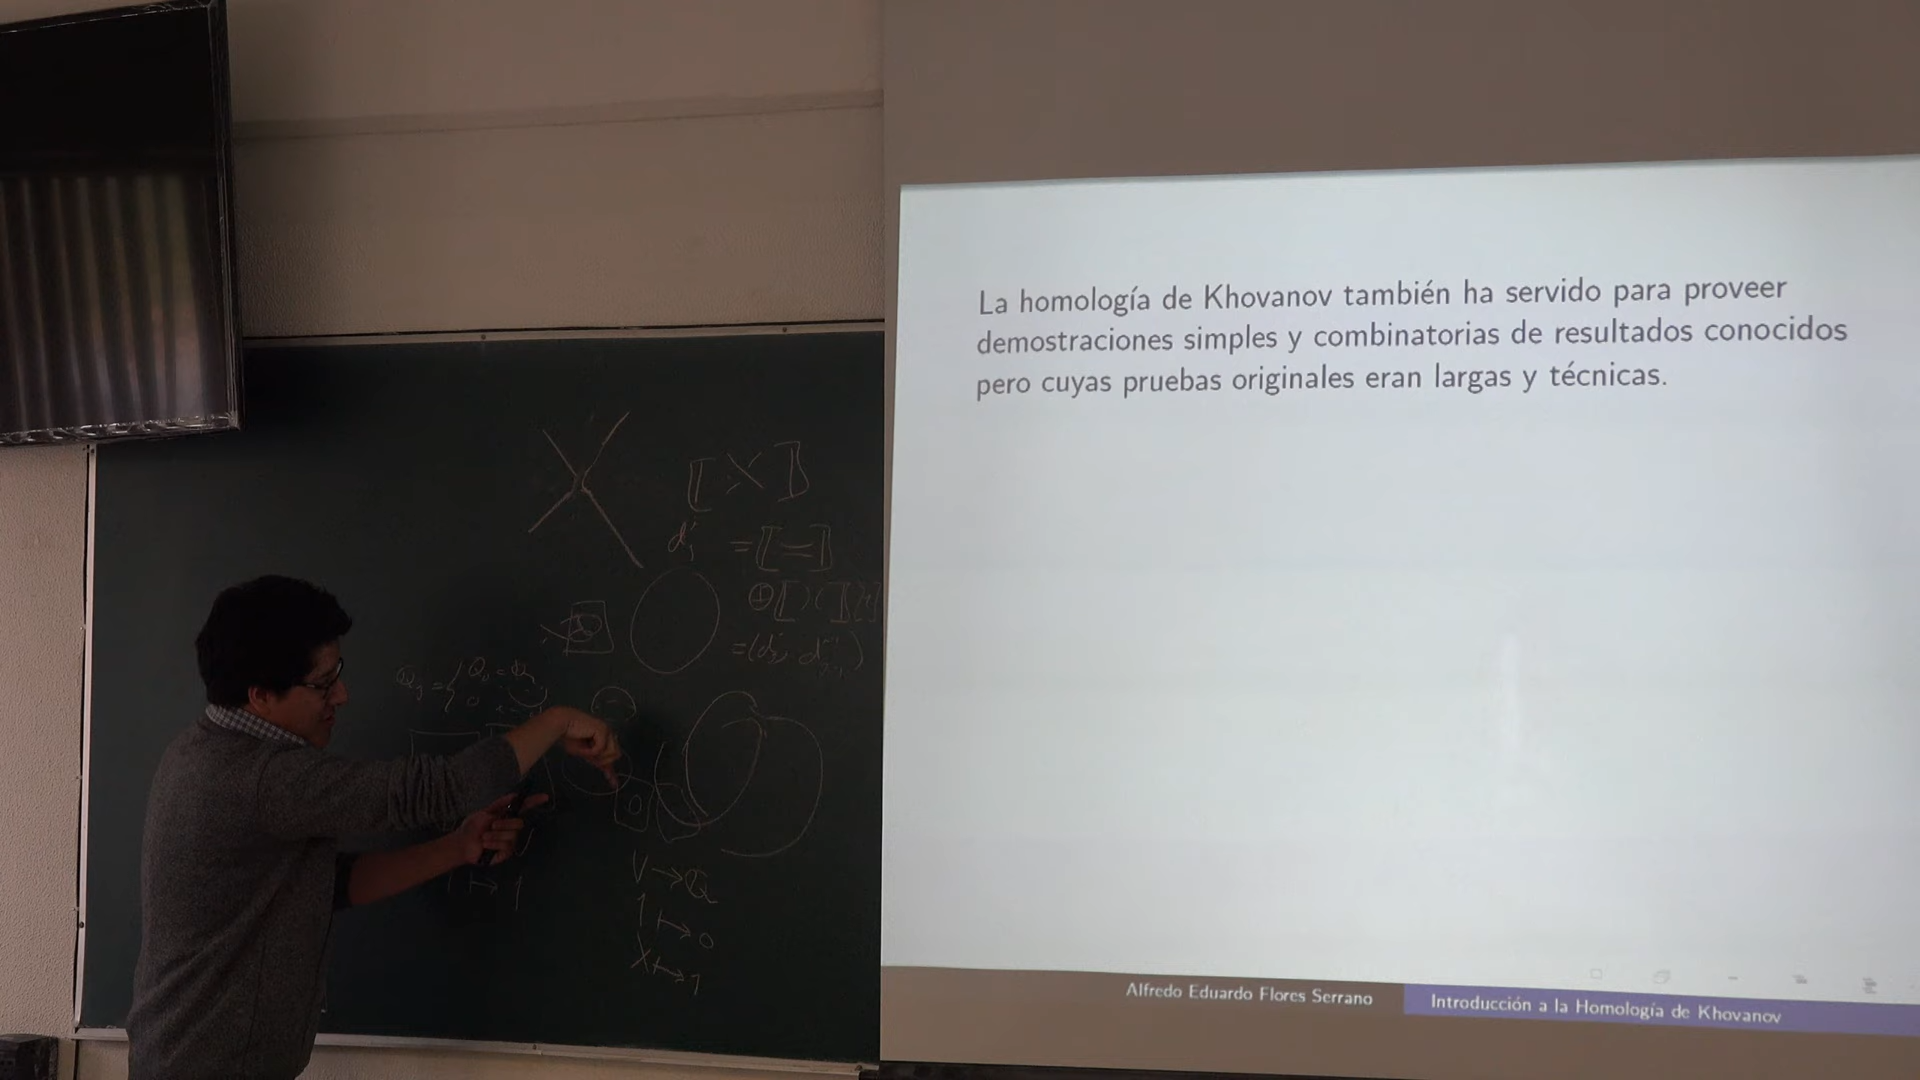 La homología de Khovanov también ha servido para proveer
demostraciones simples y combinatorias de resultados conocidos
pero cuyas pruebas originales eran largas y técnicas.
Alfredo Eduardo Flores Serrano
Introducción a la Homología de Khovanov
V → Q
1 ↦ 0
X ↦ 1